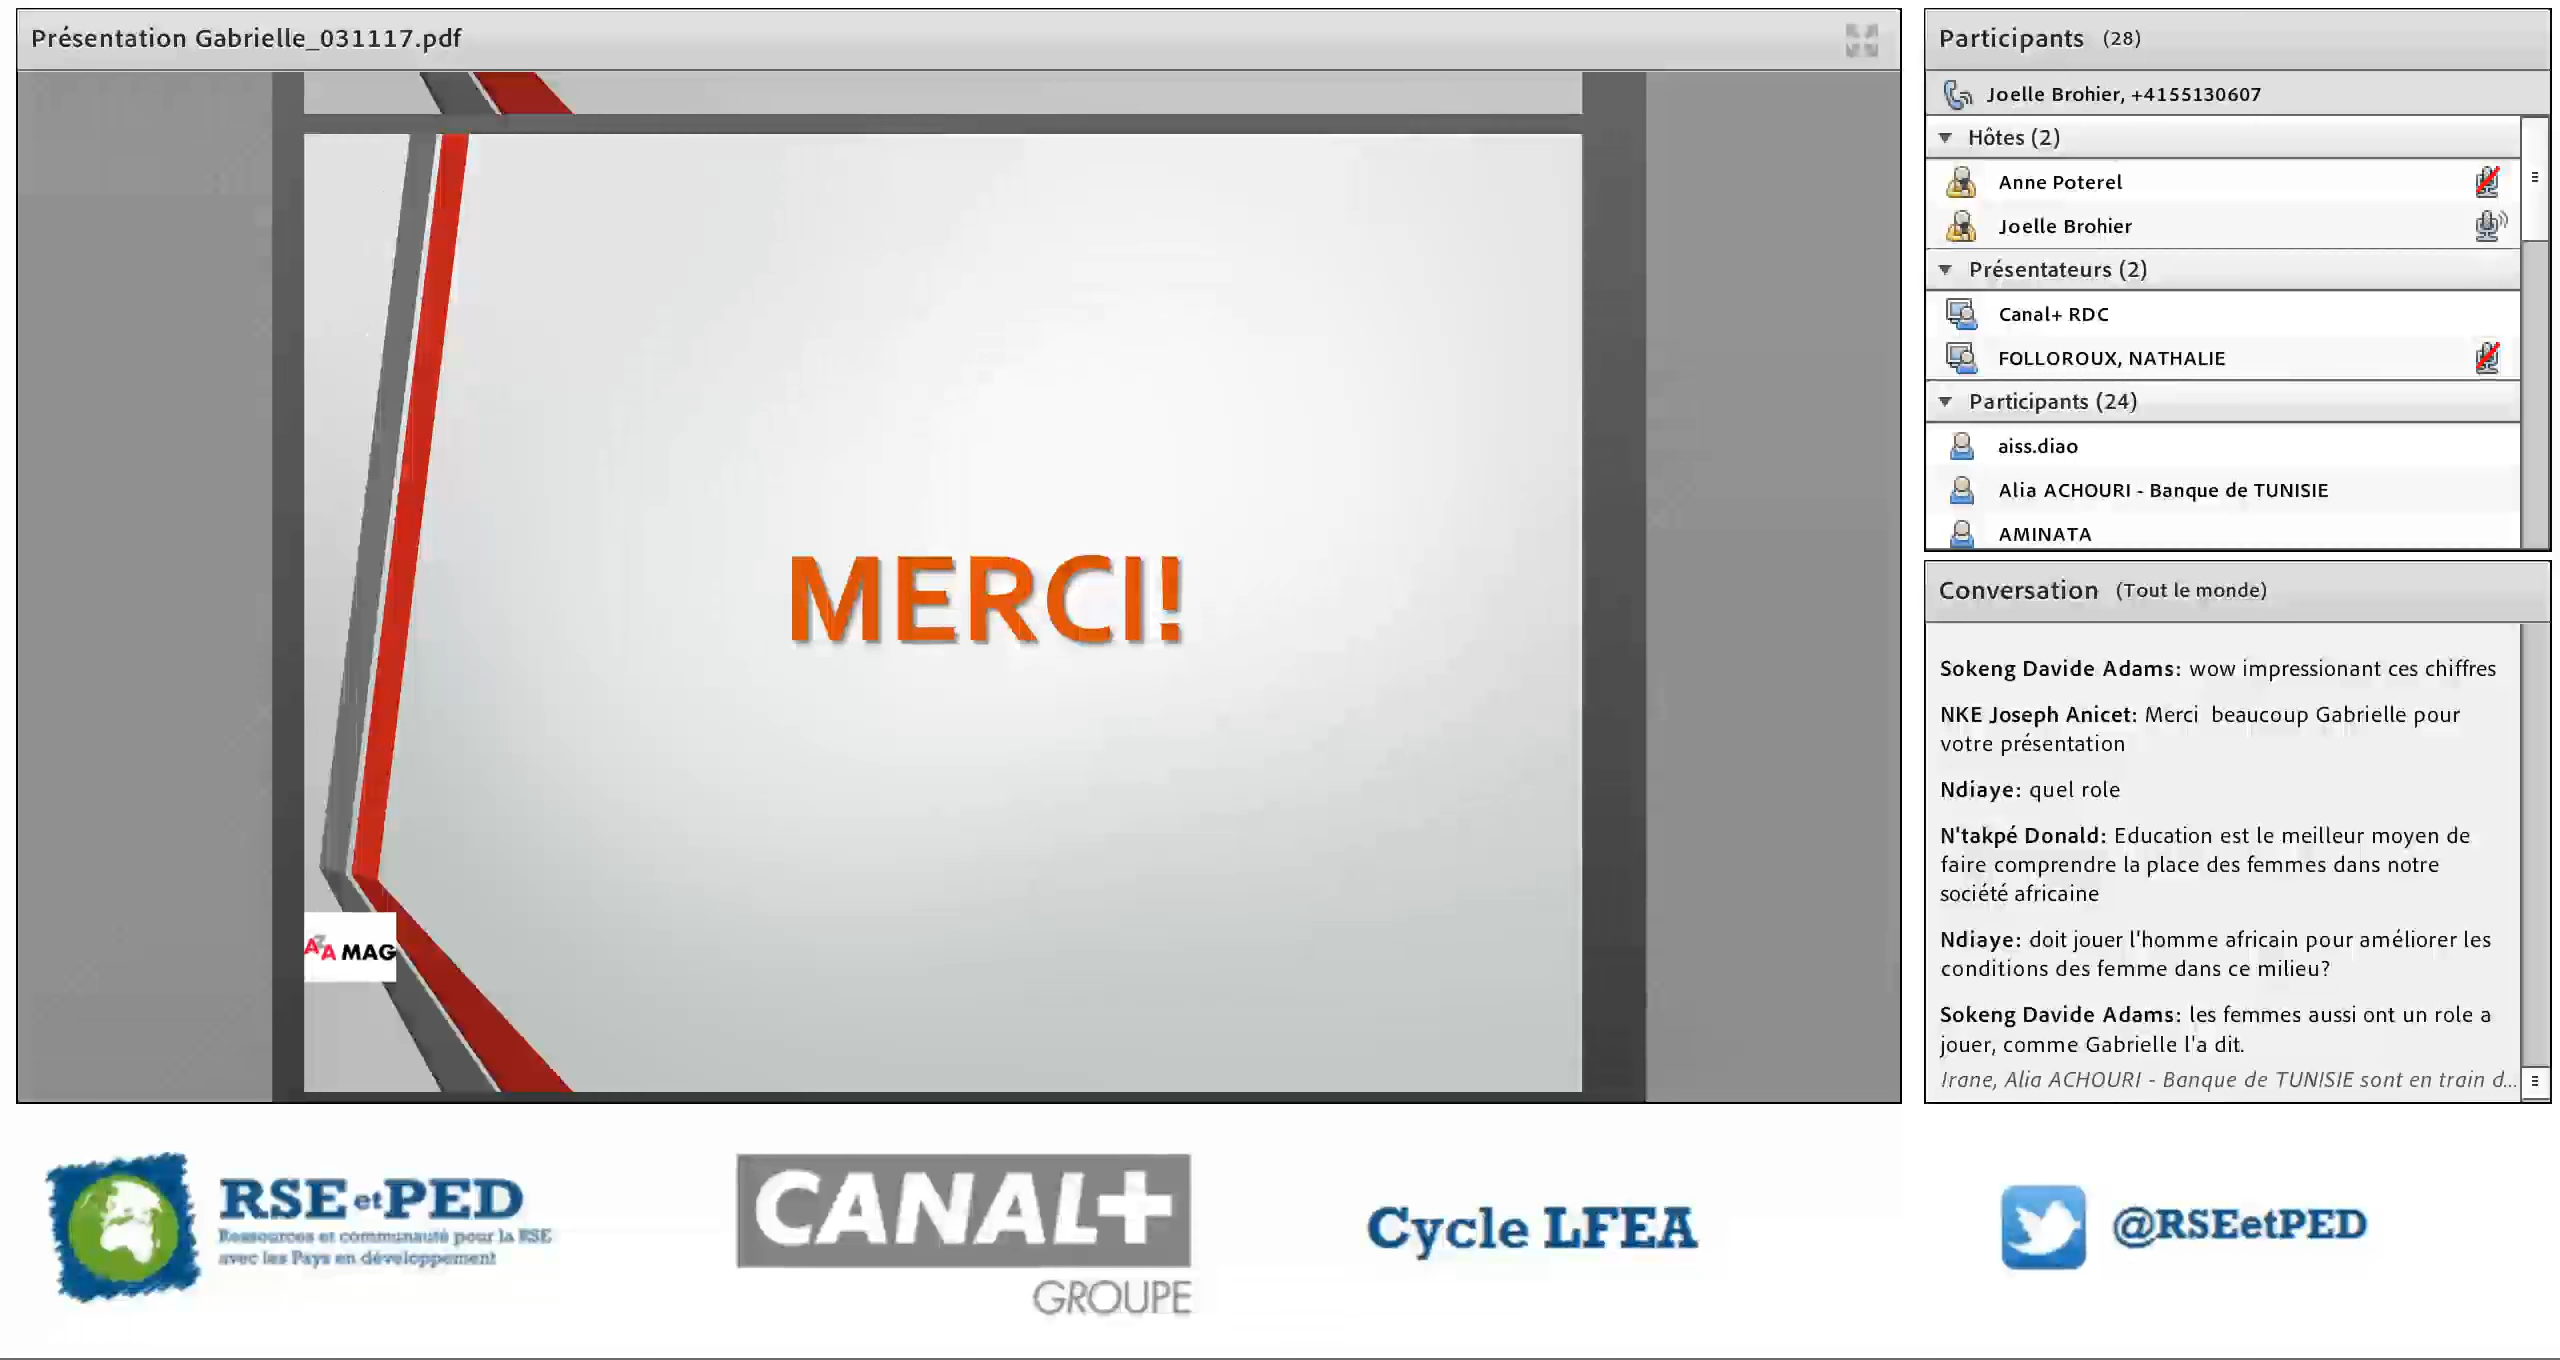 Présentation Gabrielle_031117.pdf
MERCI!
AZA MAG
Participants (28)
Joelle Brohier, +4155130607
Hôtes (2)
Anne Poterel
Joelle Brohier
Présentateurs (2)
Canal+ RDC
FOLLOROUX, NATHALIE
Participants (24)
aiss.diao
Alia ACHOURI - Banque de TUNISIE
AMINATA
Conversation (Tout le monde)
Sokeng Davide Adams: wow impressionant ces chiffres
NKE Joseph Anicet: Merci beaucoup Gabrielle pour
votre présentation
Ndiaye: quel role
N'takpé Donald: Education est le meilleur moyen de
faire comprendre la place des femmes dans notre
société africaine
Ndiaye: doit jouer l'homme africain pour améliorer les
conditions des femme dans ce milieu?
Sokeng Davide Adams: les femmes aussi ont un role a
jouer, comme Gabrielle l'a dit.
Irane, Alia ACHOURI - Banque de TUNISIE sont en train d...
RSE et PED
Ressources et communauté pour la RSE
avec les Pays en développement
CANAL+
GROUPE
Cycle LFEA
@RSEetPED